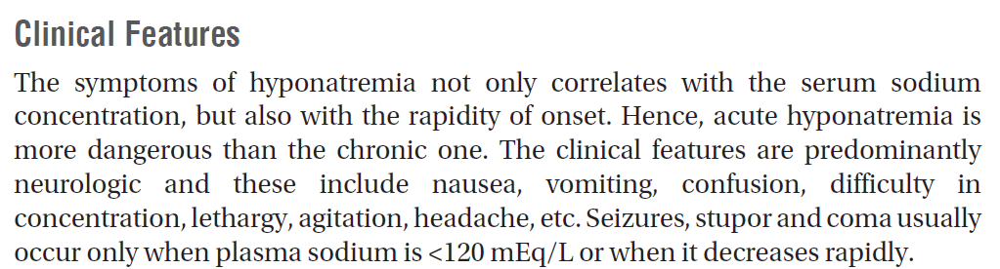 Clinical Features
The symptoms of hyponatremia not only correlates with the serum sodium
concentration, but also with the rapidity of onset. Hence, acute hyponatremia is
more dangerous than the chronic one. The clinical features are predominantly
neurologic and these include nausea, vomiting, confusion, difficulty in
concentration, lethargy, agitation, headache, etc. Seizures, stupor and coma usually
occur only when plasma sodium is <120 mEq/L or when it decreases rapidly.